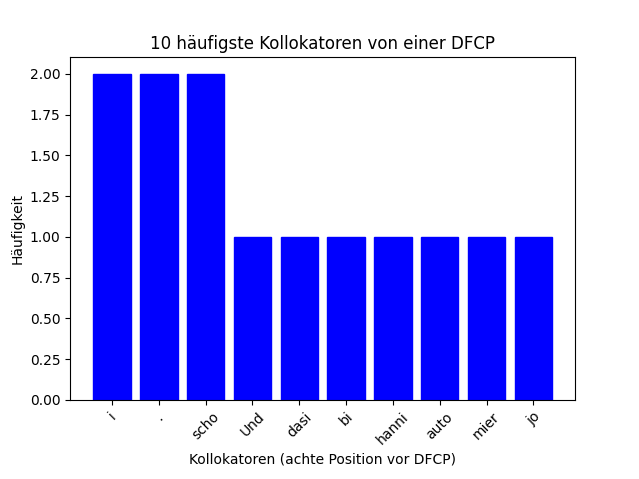 10 häufigste Kollokatoren von einer DFCP
Häufigkeit
2.00
1.75
1.50
1.25
1.00
0.75
0.50
0.25
0.00
i . scho Und dasi bi hanni auto mier jo
Kollokatoren (achte Position vor DFCP)